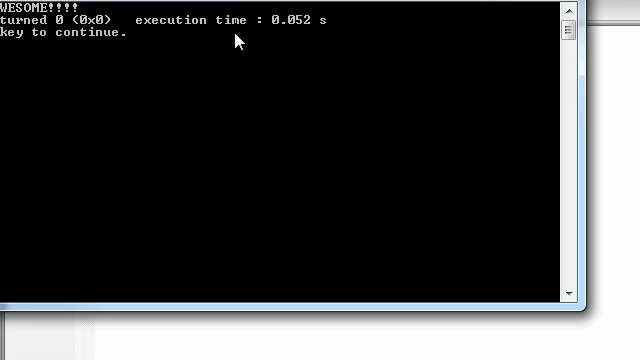 WESOME!!!!
turned 0 (0x0)   execution time : 0.052 s
key to continue.